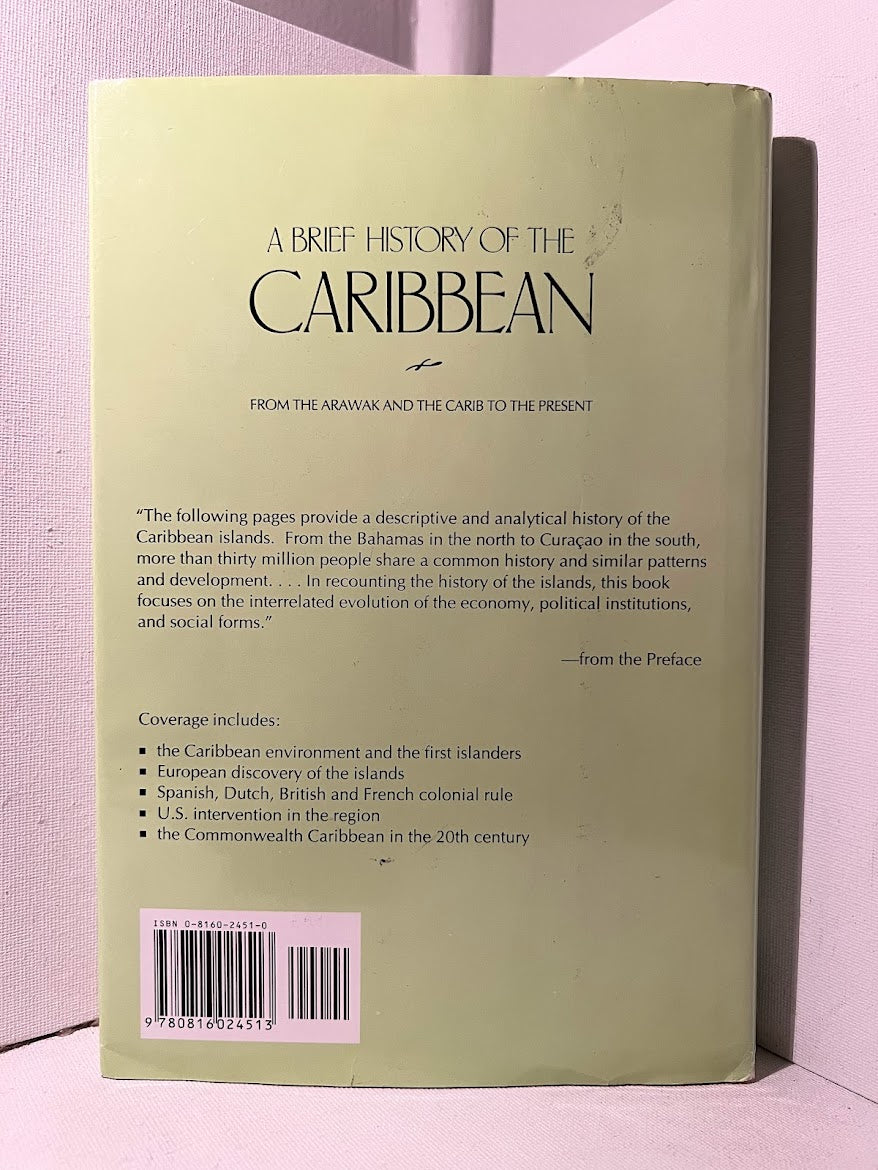 A BRIEF HISTORY OF THE
CARIBBEAN
FROM THE ARAWAK AND THE CARIB TO THE PRESENT
“The following pages provide a descriptive and analytical history of the
Caribbean islands. From the Bahamas in the north to Curaçao in the south,
more than thirty million people share a common history and similar patterns
and development. . . . In recounting the history of the islands, this book
focuses on the interrelated evolution of the economy, political institutions,
and social forms.”
—from the Preface
Coverage includes:
▪ the Caribbean environment and the first islanders
▪ European discovery of the islands
▪ Spanish, Dutch, British and French colonial rule
▪ U.S. intervention in the region
▪ the Commonwealth Caribbean in the 20th century
ISBN 0-8160-2451-0
9 780816 024513